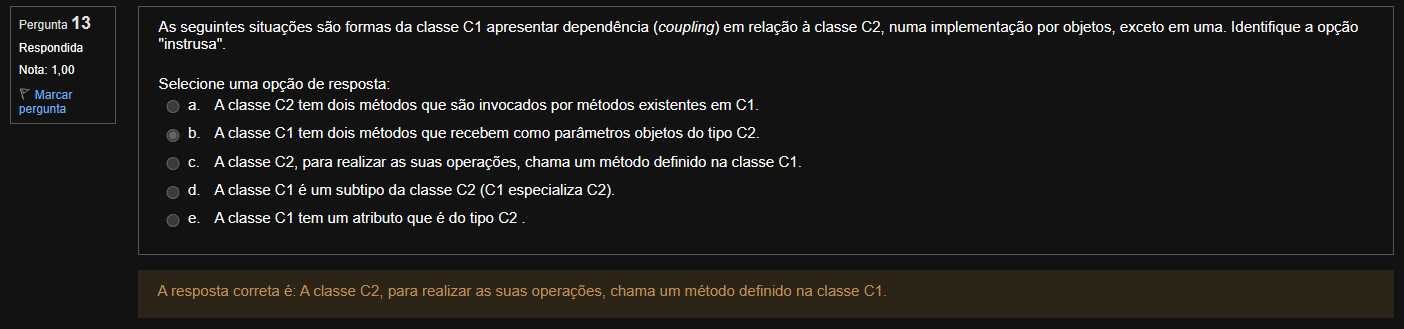 Pergunta 13
Respondida
Nota: 1,00
Marcar
pergunta
As seguintes situações são formas da classe C1 apresentar dependência (coupling) em relação à classe C2, numa implementação por objetos, exceto em uma. Identifique a opção
"instrusa".
Selecione uma opção de resposta:
a. A classe C2 tem dois métodos que são invocados por métodos existentes em C1.
b. A classe C1 tem dois métodos que recebem como parâmetros objetos do tipo C2.
c. A classe C2, para realizar as suas operações, chama um método definido na classe C1.
d. A classe C1 é um subtipo da classe C2 (C1 especializa C2).
e. A classe C1 tem um atributo que é do tipo C2 .
A resposta correta é: A classe C2, para realizar as suas operações, chama um método definido na classe C1.